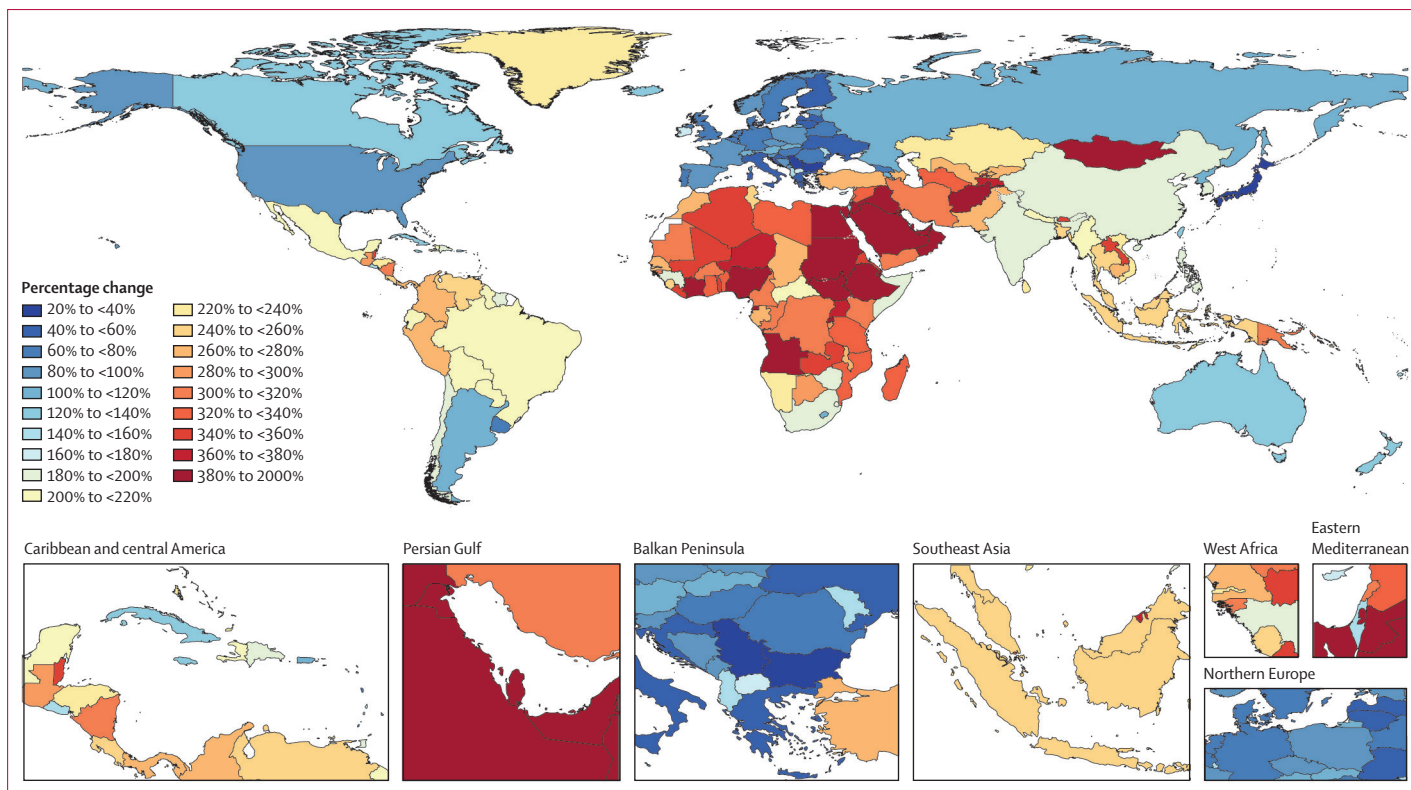 Percentage change
20% to <40%
40% to <60%
60% to <80%
80% to <100%
100% to <120%
120% to <140%
140% to <160%
160% to <180%
180% to <200%
200% to <220%
220% to <240%
240% to <260%
260% to <280%
280% to <300%
300% to <320%
320% to <340%
340% to <360%
360% to <380%
380% to 2000%
Caribbean and central America
Persian Gulf
Balkan Peninsula
Southeast Asia
West Africa
Eastern
Mediterranean
Northern Europe